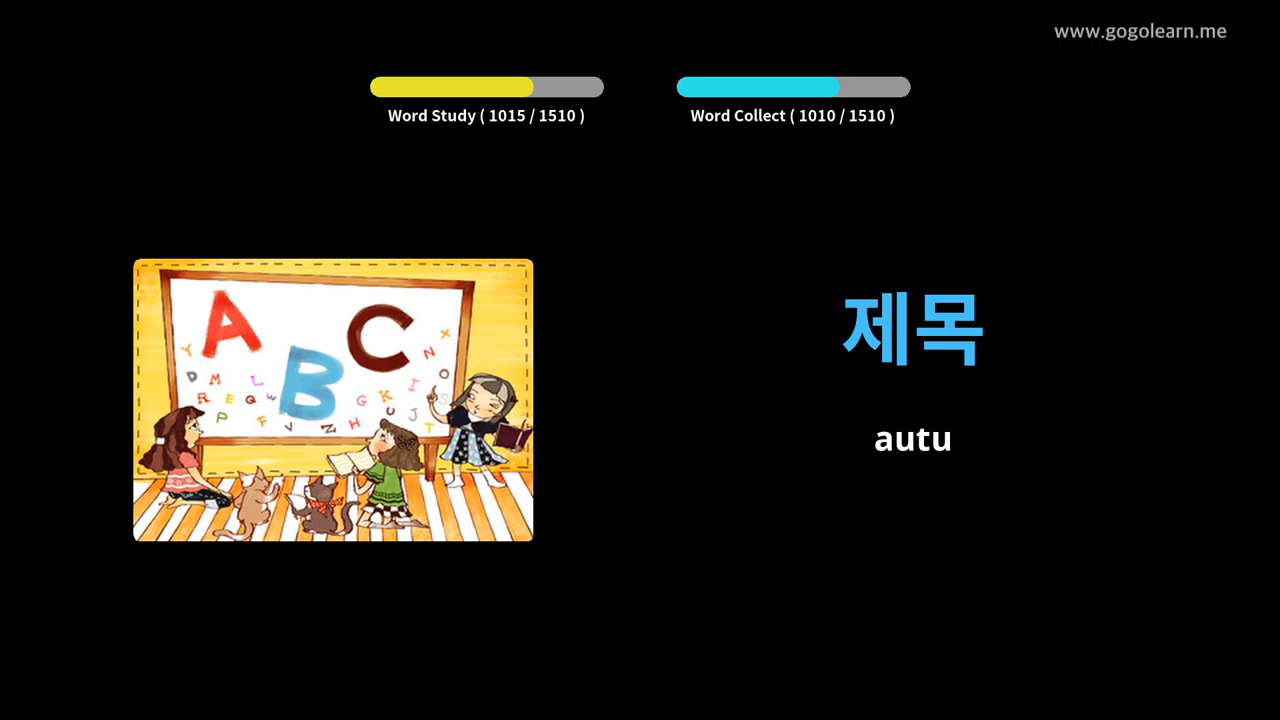 www.gogolearn.me
Word Study ( 1015 / 1510 )
Word Collect ( 1010 / 1510 )
A
C
B
X
Y
N
D M L
O
R E Q W
G K I
S
P F V Z H U J T
제목
autu